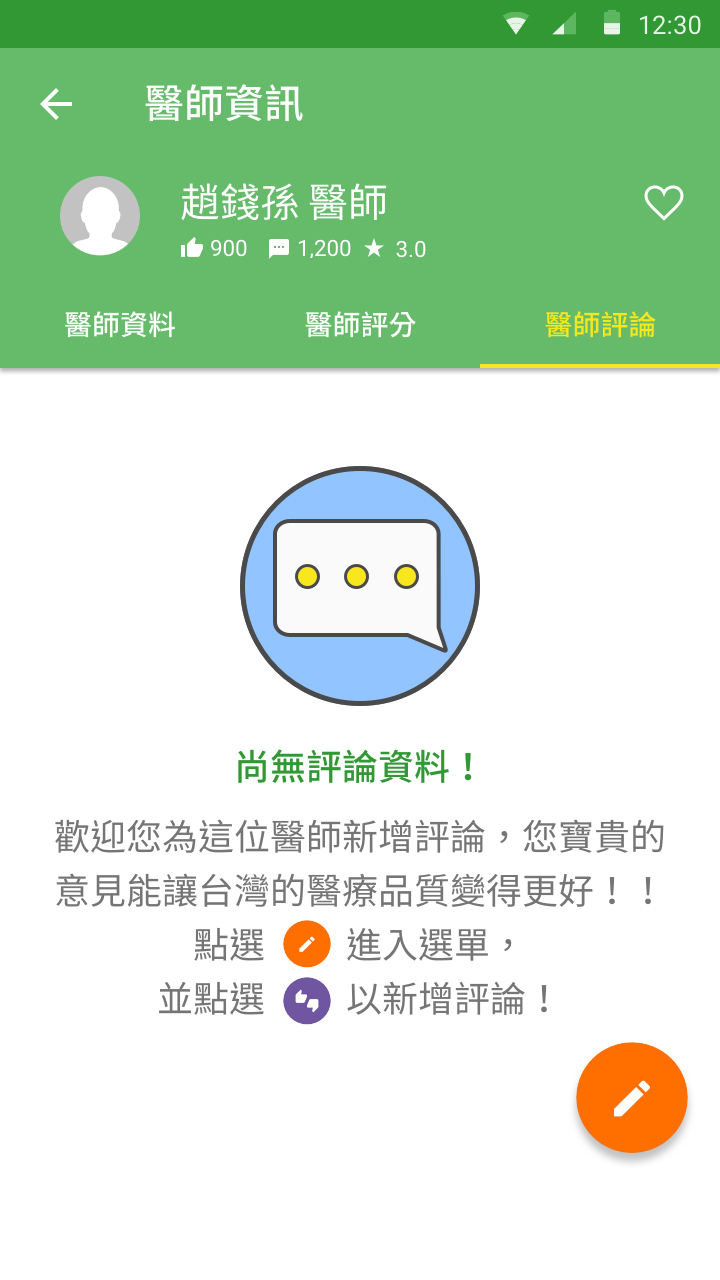 12:30
醫師資訊
趙錢孫 醫師
900 1,200 3.0
醫師資料 醫師評分 醫師評論
尚無評論資料！
歡迎您為這位醫師新增評論，您寶貴的
意見能讓台灣的醫療品質變得更好！！
點選 進入選單，
並點選 以新增評論！